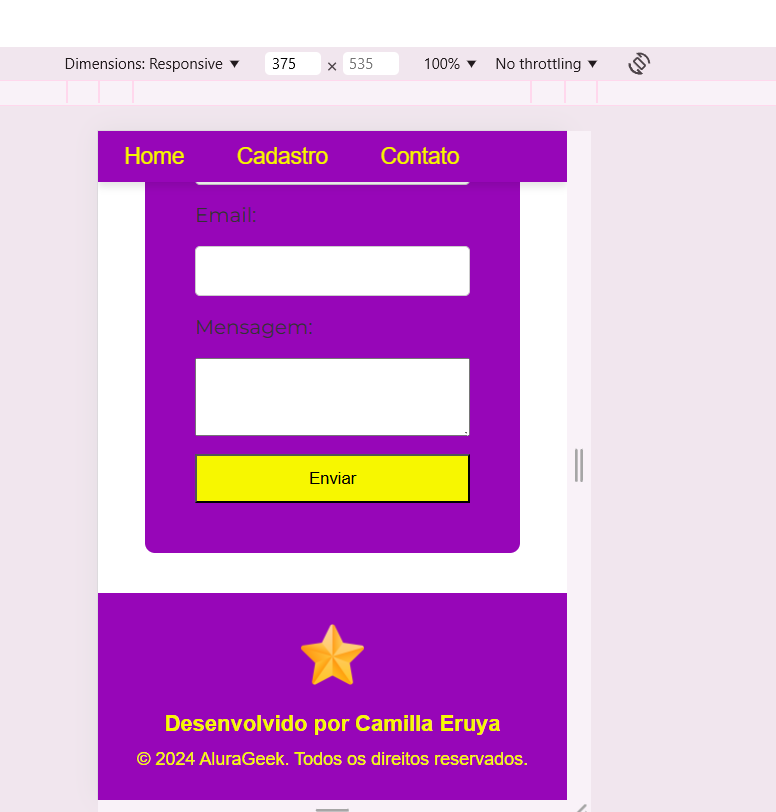 Dimensions: Responsive ▼ 375 × 535 100% ▼ No throttling ▼
Home Cadastro Contato
Email:
Mensagem:
Enviar
Desenvolvido por Camilla Eruya
© 2024 AluraGeek. Todos os direitos reservados.